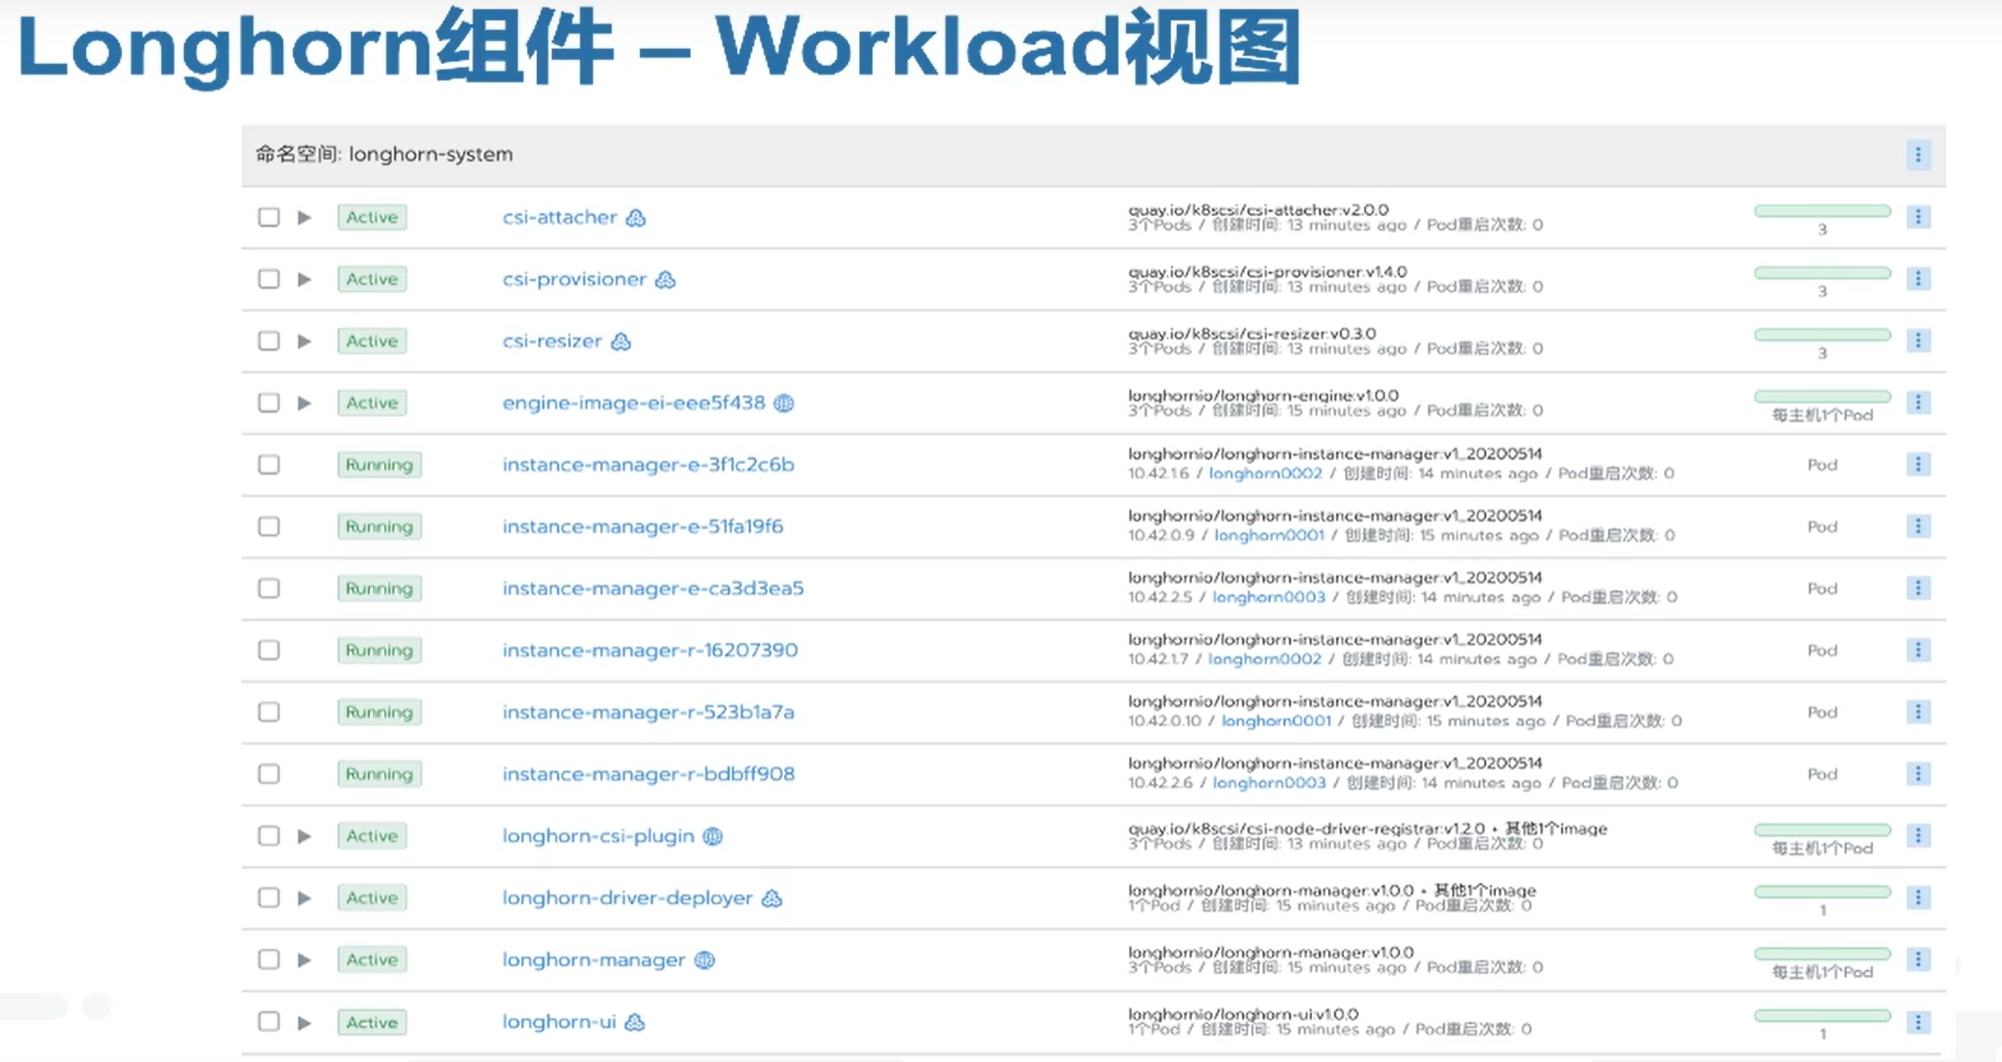 Longhorn组件 – Workload视图
命名空间: longhorn-system
Active csi-attacher quay.io/k8scsi/csi-attacher:v2.0.0
3个Pods / 创建时间: 13 minutes ago / Pod重启次数: 0
3
Active csi-provisioner quay.io/k8scsi/csi-provisioner:v1.4.0
3个Pods / 创建时间: 13 minutes ago / Pod重启次数: 0
3
Active csi-resizer quay.io/k8scsi/csi-resizer:v0.3.0
3个Pods / 创建时间: 13 minutes ago / Pod重启次数: 0
3
Active engine-image-ei-eee5f438 longhornio/longhorn-engine:v1.0.0
3个Pods / 创建时间: 15 minutes ago / Pod重启次数: 0
每主机1个Pod
Running instance-manager-e-3f1c2c6b longhornio/longhorn-instance-manager:v1_20200514 Pod
10.42.1.6 / longhorn0002 / 创建时间: 14 minutes ago / Pod重启次数: 0
Running instance-manager-e-51fa19f6 longhornio/longhorn-instance-manager:v1_20200514 Pod
10.42.0.9 / longhorn0001 / 创建时间: 15 minutes ago / Pod重启次数: 0
Running instance-manager-e-ca3d3ea5 longhornio/longhorn-instance-manager:v1_20200514 Pod
10.42.2.5 / longhorn0003 / 创建时间: 14 minutes ago / Pod重启次数: 0
Running instance-manager-r-16207390 longhornio/longhorn-instance-manager:v1_20200514 Pod
10.42.1.7 / longhorn0002 / 创建时间: 14 minutes ago / Pod重启次数: 0
Running instance-manager-r-523b1a7a longhornio/longhorn-instance-manager:v1_20200514 Pod
10.42.0.10 / longhorn0001 / 创建时间: 15 minutes ago / Pod重启次数: 0
Running instance-manager-r-bdbff908 longhornio/longhorn-instance-manager:v1_20200514 Pod
10.42.2.6 / longhorn0003 / 创建时间: 14 minutes ago / Pod重启次数: 0
Active longhorn-csi-plugin quay.io/k8scsi/csi-node-driver-registrar:v1.2.0 + 其他1个image
3个Pods / 创建时间: 13 minutes ago / Pod重启次数: 0
每主机1个Pod
Active longhorn-driver-deployer longhornio/longhorn-manager:v1.0.0 + 其他1个image
1个Pod / 创建时间: 15 minutes ago / Pod重启次数: 0
1
Active longhorn-manager longhornio/longhorn-manager:v1.0.0
3个Pods / 创建时间: 15 minutes ago / Pod重启次数: 0
每主机1个Pod
Active longhorn-ui longhornio/longhorn-ui:v1.0.0
1个Pod / 创建时间: 15 minutes ago / Pod重启次数: 0
1